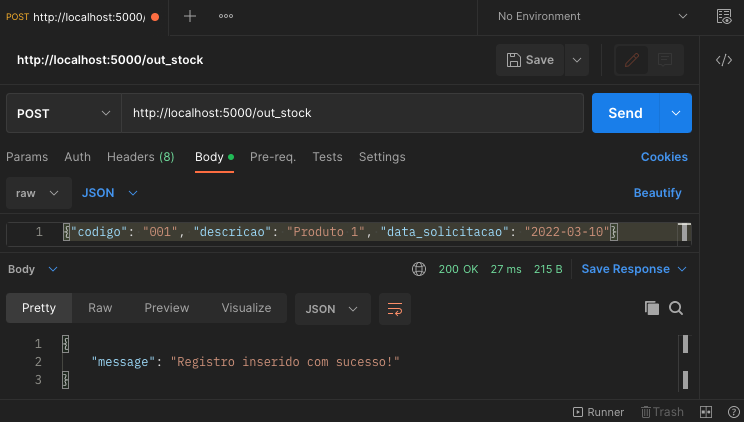 POST http://localhost:5000/
No Environment
http://localhost:5000/out_stock
Save
POST
http://localhost:5000/out_stock
Send
Params Auth Headers (8) Body Pre-req. Tests Settings Cookies
raw JSON Beautify
1 {"codigo": "001", "descricao": "Produto 1", "data_solicitacao": "2022-03-10"}
Body 200 OK 27 ms 215 B Save Response
Pretty Raw Preview Visualize JSON
1 {
2 "message": "Registro inserido com sucesso!"
3 }
Runner Trash